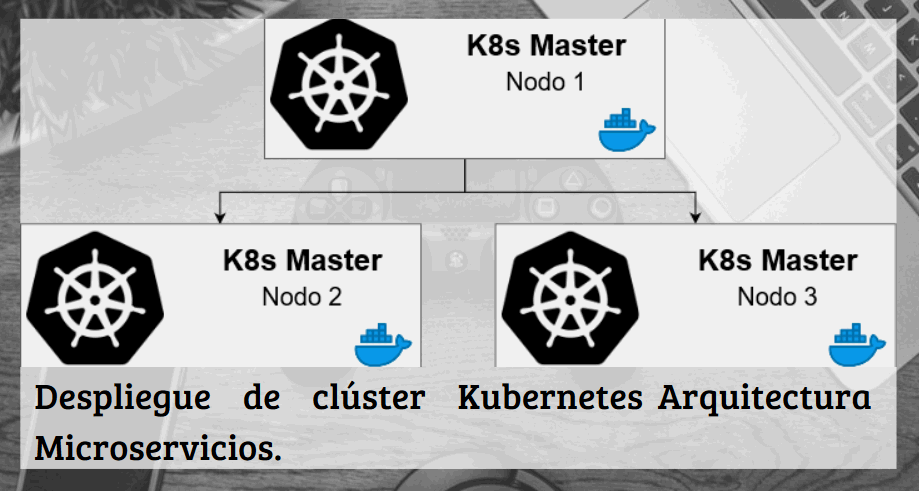 K8s Master
Nodo 1
K8s Master
Nodo 2
K8s Master
Nodo 3
Despliegue de clúster Kubernetes Arquitectura
Microservicios.